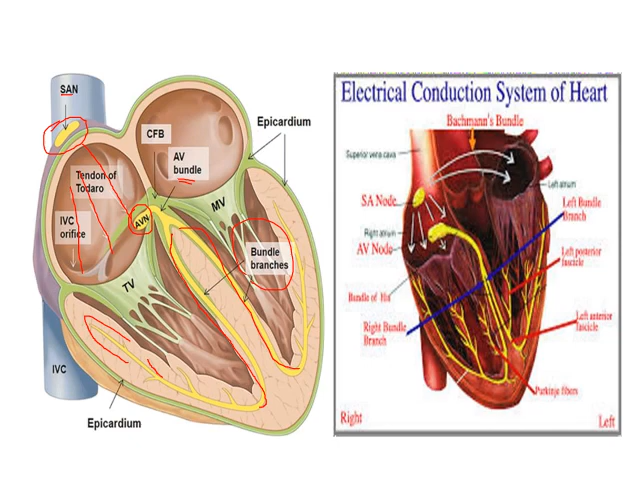 SAN
CFB
Epicardium
AV
bundle
Tendon of
Todaro
IVC
orifice
AVN
MV
Bundle
branches
TV
IVC
Epicardium
Electrical Conduction System of Heart
Bachmann's Bundle
Superior vena cava
Left atrium
SA Node
Left Bundle
Branch
Right atrium
AV Node
Left posterior
fascicle
Bundle of His
Right Bundle
Branch
Left anterior
fascicle
Purkinje fibers
Right
Left